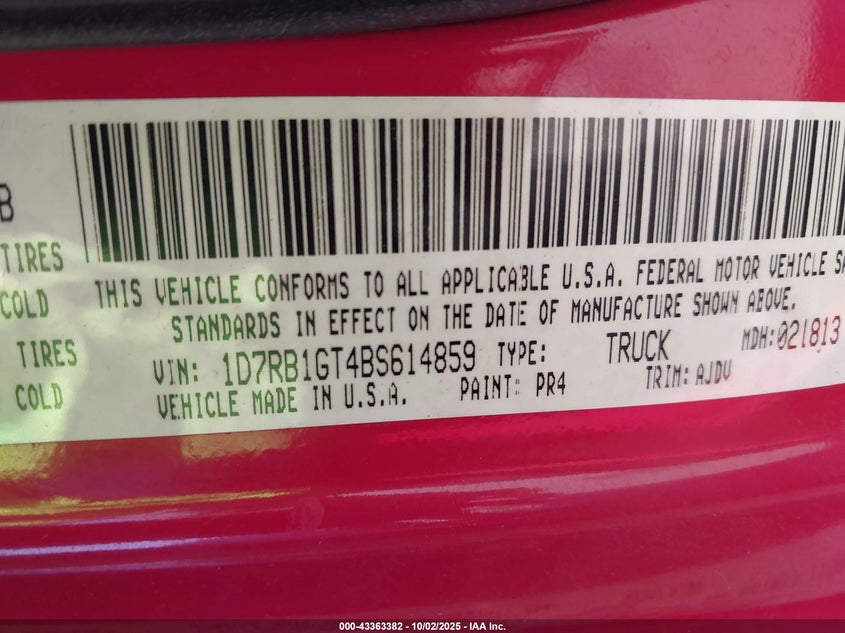 B
TIRES
COLD
TIRES
COLD
THIS VEHICLE CONFORMS TO ALL APPLICABLE U.S.A. FEDERAL MOTOR VEHICLE SA
STANDARDS IN EFFECT ON THE DATE OF MANUFACTURE SHOWN ABOVE.
VIN: 1D7RB1GT4BS614859 TYPE: TRUCK MDH:021813
VEHICLE MADE IN U.S.A. PAINT: PR4 TRIM: AJDV
000-43363382 - 10/02/2025 - IAA Inc.